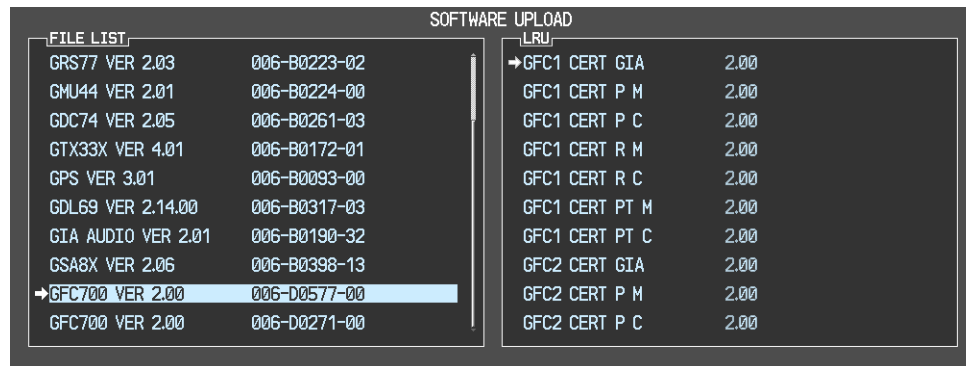 SOFTWARE UPLOAD
FILE LIST
GRS77 VER 2.03 006-B0223-02
GMU44 VER 2.01 006-B0224-00
GDC74 VER 2.05 006-B0261-03
GTX33X VER 4.01 006-B0172-01
GPS VER 3.01 006-B0093-00
GDL69 VER 2.14.00 006-B0317-03
GIA AUDIO VER 2.01 006-B0190-32
GSA8X VER 2.06 006-B0398-13
GFC700 VER 2.00 006-D0577-00
GFC700 VER 2.00 006-D0271-00
LRU
GFC1 CERT GIA 2.00
GFC1 CERT P M 2.00
GFC1 CERT P C 2.00
GFC1 CERT R M 2.00
GFC1 CERT R C 2.00
GFC1 CERT PT M 2.00
GFC1 CERT PT C 2.00
GFC2 CERT GIA 2.00
GFC2 CERT P M 2.00
GFC2 CERT P C 2.00